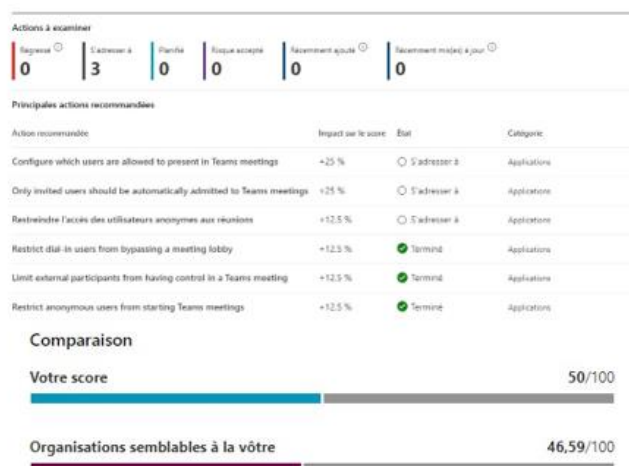 Actions à examiner
Régressé S'adresser à Planifié Risque accepté Récemment ajouté Récemment mis(es) à jour
0 3 0 0 0 0
Principales actions recommandées
Action recommandée Impact sur le score État Catégorie
Configure which users are allowed to present in Teams meetings +25 % S'adresser à Applications
Only invited users should be automatically admitted to Teams meetings +25 % S'adresser à Applications
Restreindre l'accès des utilisateurs anonymes aux réunions +12.5 % S'adresser à Applications
Restrict dial-in users from bypassing a meeting lobby +12.5 % Terminé Applications
Limit external participants from having control in a Teams meeting +12.5 % Terminé Applications
Restrict anonymous users from starting Teams meetings +12.5 % Terminé Applications
Comparaison
Votre score 50/100
Organisations semblables à la vôtre 46,59/100